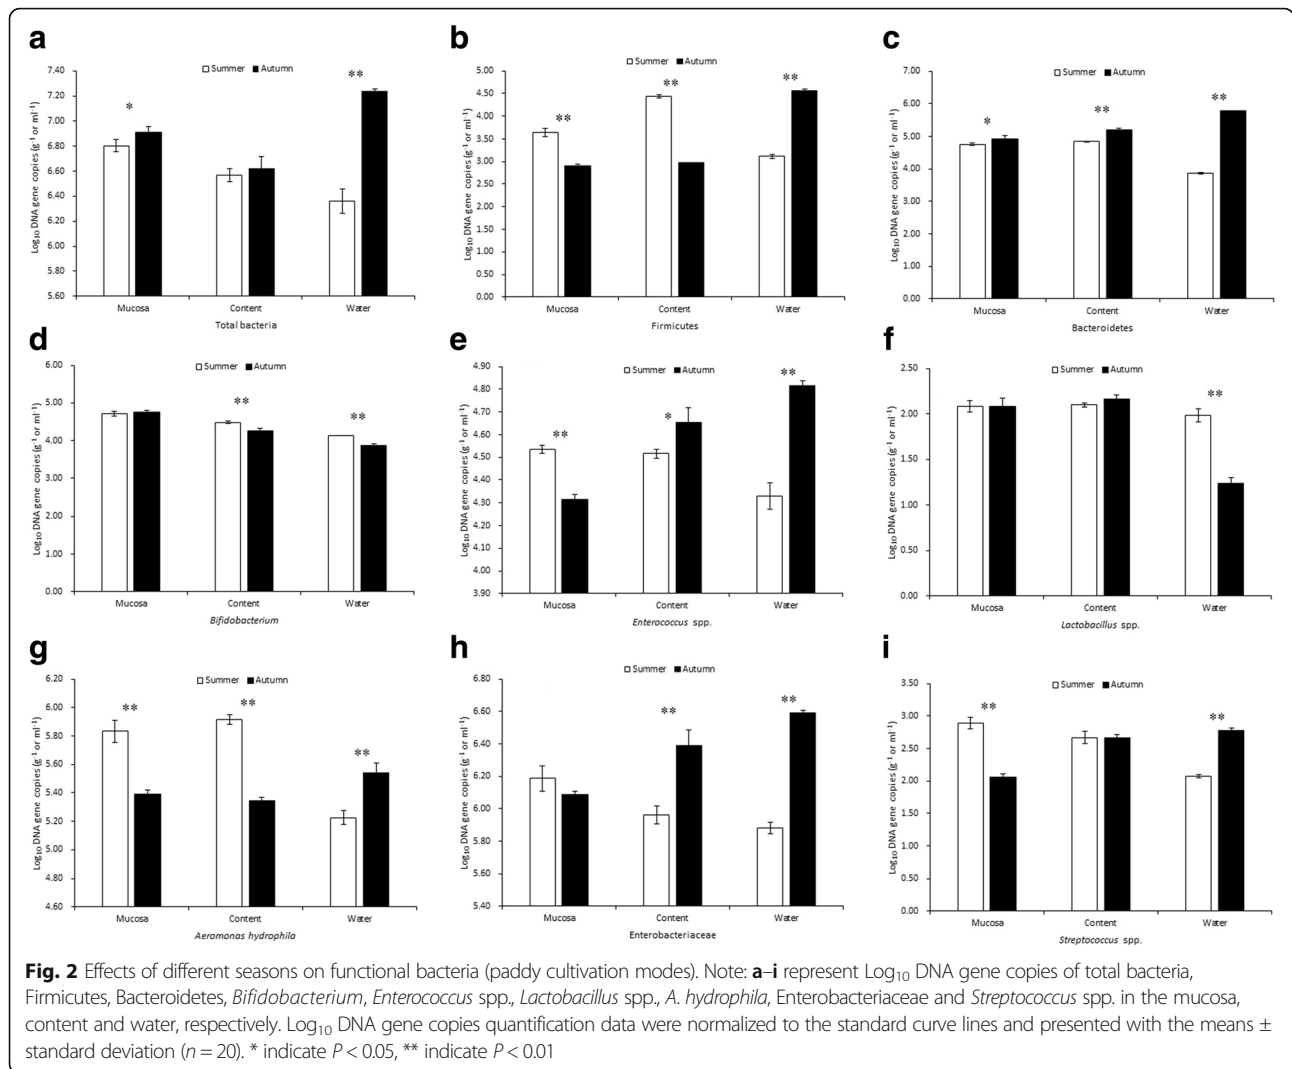 a
Summer Autumn
Log10 DNA gene copies (g-1 or ml-1)
7.40
7.20
7.00
6.80
6.60
6.40
6.20
6.00
5.80
5.60
*
**
Mucosa Content Water
Total bacteria
b
Summer Autumn
Log10 DNA gene copies (g-1 or ml-1)
5.00
4.50
4.00
3.50
3.00
2.50
2.00
1.50
1.00
0.50
0.00
**
**
**
Mucosa Content Water
Firmicutes
c
Summer Autumn
Log10 DNA gene copies (g-1 or ml-1)
7.00
6.00
5.00
4.00
3.00
2.00
1.00
0.00
*
**
**
Mucosa Content Water
Bacteroidetes
d
Summer Autumn
Log10 DNA gene copies (g-1 or ml-1)
6.00
5.00
4.00
3.00
2.00
1.00
0.00
**
**
Mucosa Content Water
Bifidobacterium
e
Summer Autumn
Log10 DNA gene copies (g-1 or ml-1)
4.90
4.80
4.70
4.60
4.50
4.40
4.30
4.20
4.10
4.00
3.90
**
*
**
Mucosa Content Water
Enterococcus spp.
f
Summer Autumn
Log10 DNA gene copies (g-1 or ml-1)
2.50
2.00
1.50
1.00
0.50
0.00
**
Mucosa Content Water
Lactobacillus spp.
g
Summer Autumn
Log10 DNA gene copies (g-1 or ml-1)
6.20
6.00
5.80
5.60
5.40
5.20
5.00
4.80
4.60
**
**
**
Mucosa Content Water
Aeromonas hydrophila
h
Summer Autumn
Log10 DNA gene copies (g-1 or ml-1)
6.80
6.60
6.40
6.20
6.00
5.80
5.60
5.40
**
**
Mucosa Content Water
Enterobacteriaceae
i
Summer Autumn
Log10 DNA gene copies (g-1 or ml-1)
3.50
3.00
2.50
2.00
1.50
1.00
0.50
0.00
**
**
Mucosa Content Water
Streptococcus spp.
Fig. 2 Effects of different seasons on functional bacteria (paddy cultivation modes). Note: a–i represent Log10 DNA gene copies of total bacteria,
Firmicutes, Bacteroidetes, Bifidobacterium, Enterococcus spp., Lactobacillus spp., A. hydrophila, Enterobacteriaceae and Streptococcus spp. in the mucosa,
content and water, respectively. Log10 DNA gene copies quantification data were normalized to the standard curve lines and presented with the means ±
standard deviation (n = 20). * indicate P < 0.05, ** indicate P < 0.01